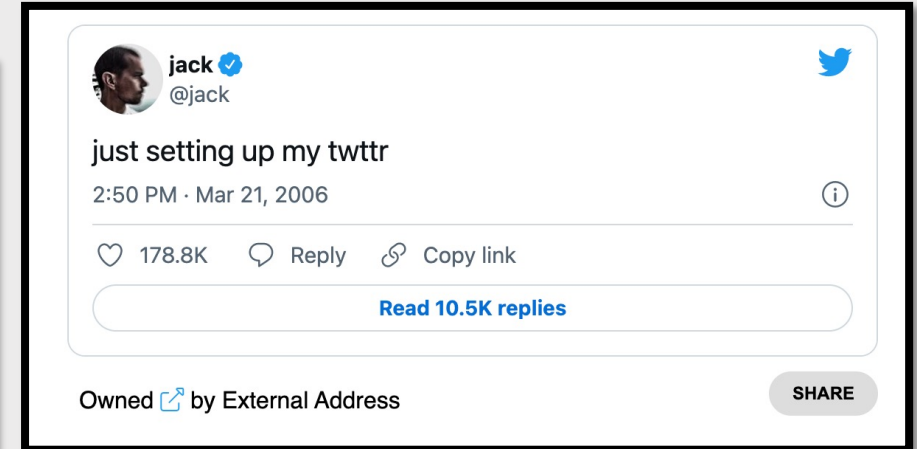 jack
@jack
just setting up my twttr
2:50 PM · Mar 21, 2006
178.8K Reply Copy link
Read 10.5K replies
Owned by External Address
SHARE